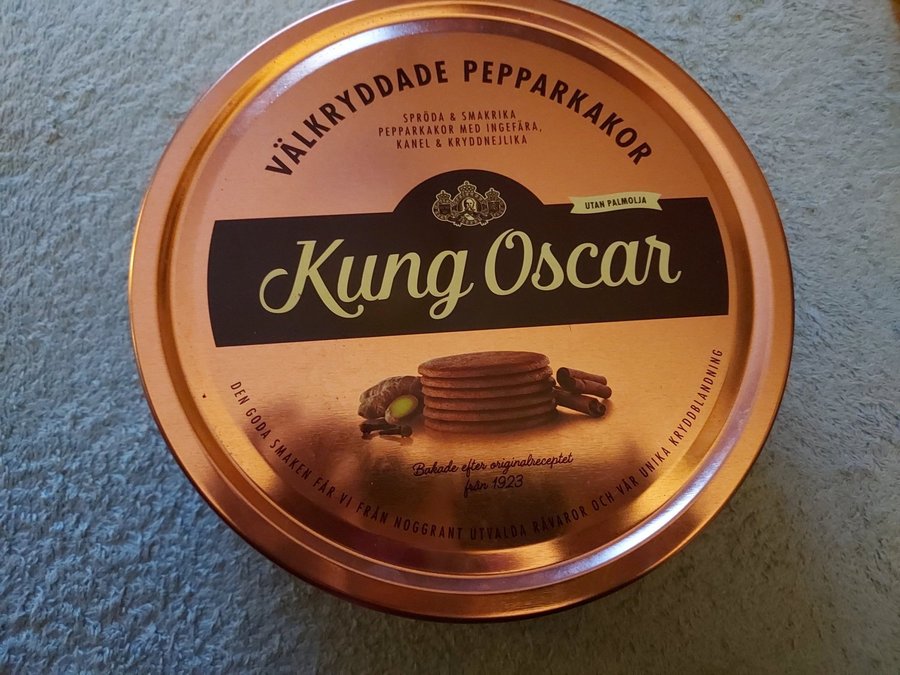 VÄLKRYDDADE PEPPARKAKOR
SPRÖDA & SMAKRIKA
PEPPARKAKOR MED INGEFÄRA,
KANEL & KRYDDNEJLIKA
UTAN PALMOLJA
Kung Oscar
Bakade efter originalreceptet
från 1923
DEN GODA SMAKEN FÅR VI FRÅN NOGGRANT UTVALDA RÅVAROR OCH VÅR UNIKA KRYDDBLANDNING